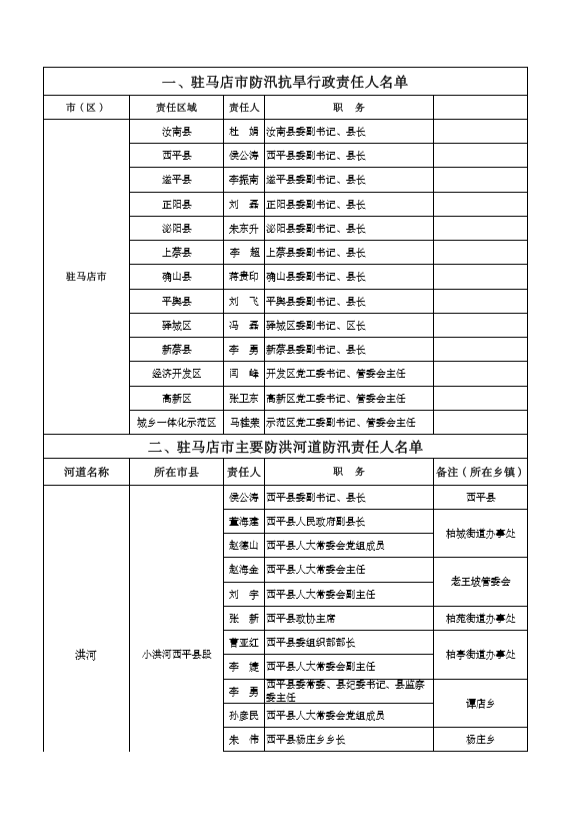 一、驻马店市防汛抗旱行政责任人名单
市（区） 责任区域 责任人 职 务
驻马店市
汝南县 杜 娟 汝南县委副书记、县长
西平县 侯公涛 西平县委副书记、县长
遂平县 李振南 遂平县委副书记、县长
正阳县 刘 磊 正阳县委副书记、县长
泌阳县 朱东升 泌阳县委副书记、县长
上蔡县 李 超 上蔡县委副书记、县长
确山县 蒋贵印 确山县委副书记、县长
平舆县 刘 飞 平舆县委副书记、县长
驿城区 冯 磊 驿城区委副书记、区长
新蔡县 李 勇 新蔡县委副书记、县长
经济开发区 闫 峰 开发区党工委书记、管委会主任
高新区 张卫东 高新区党工委书记、管委会主任
城乡一体化示范区 马桂荣 示范区党工委副书记、管委会主任
二、驻马店市主要防洪河道防汛责任人名单
河道名称 所在市县 责任人 职 务 备注（所在乡镇）
洪河 小洪河西平县段
侯公涛 西平县委副书记、县长 西平县
董海建 西平县人民政府副县长 柏城街道办事处
赵德山 西平县人大常委会党组成员
赵海金 西平县人大常委会主任 老王坡管委会
刘 宇 西平县人大常委会副主任
张 新 西平县政协主席 柏苑街道办事处
曹亚红 西平县委组织部部长 柏亭街道办事处
李 婕 西平县人大常委会副主任
李 勇 西平县委常委、县纪委书记、县监察
委主任 谭店乡
孙彦民 西平县人大常委会党组成员
朱 伟 西平县杨庄乡乡长 杨庄乡